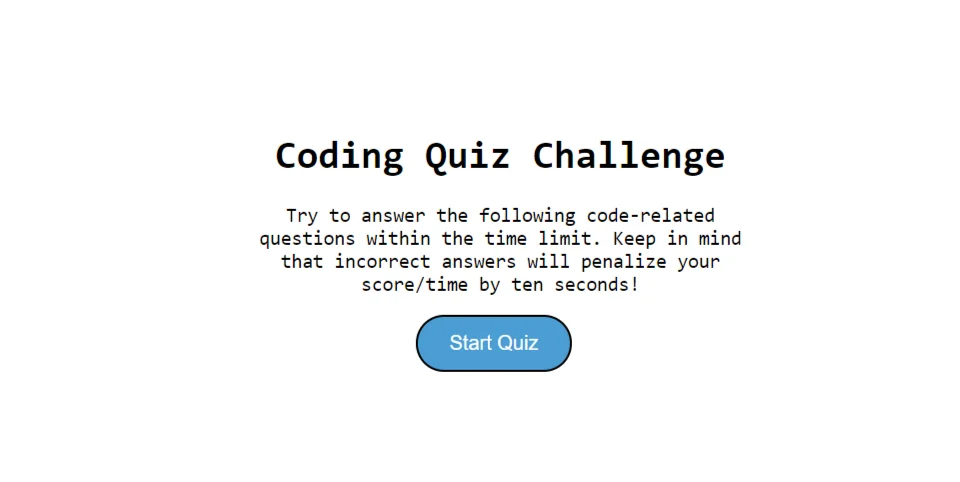 Coding Quiz Challenge
Try to answer the following code-related
questions within the time limit. Keep in mind
that incorrect answers will penalize your
score/time by ten seconds!
Start Quiz